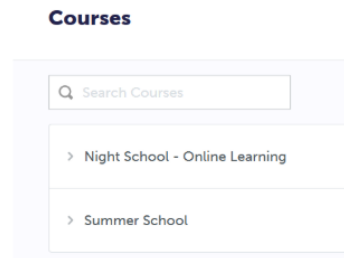 Courses
Search Courses
Night School - Online Learning
Summer School